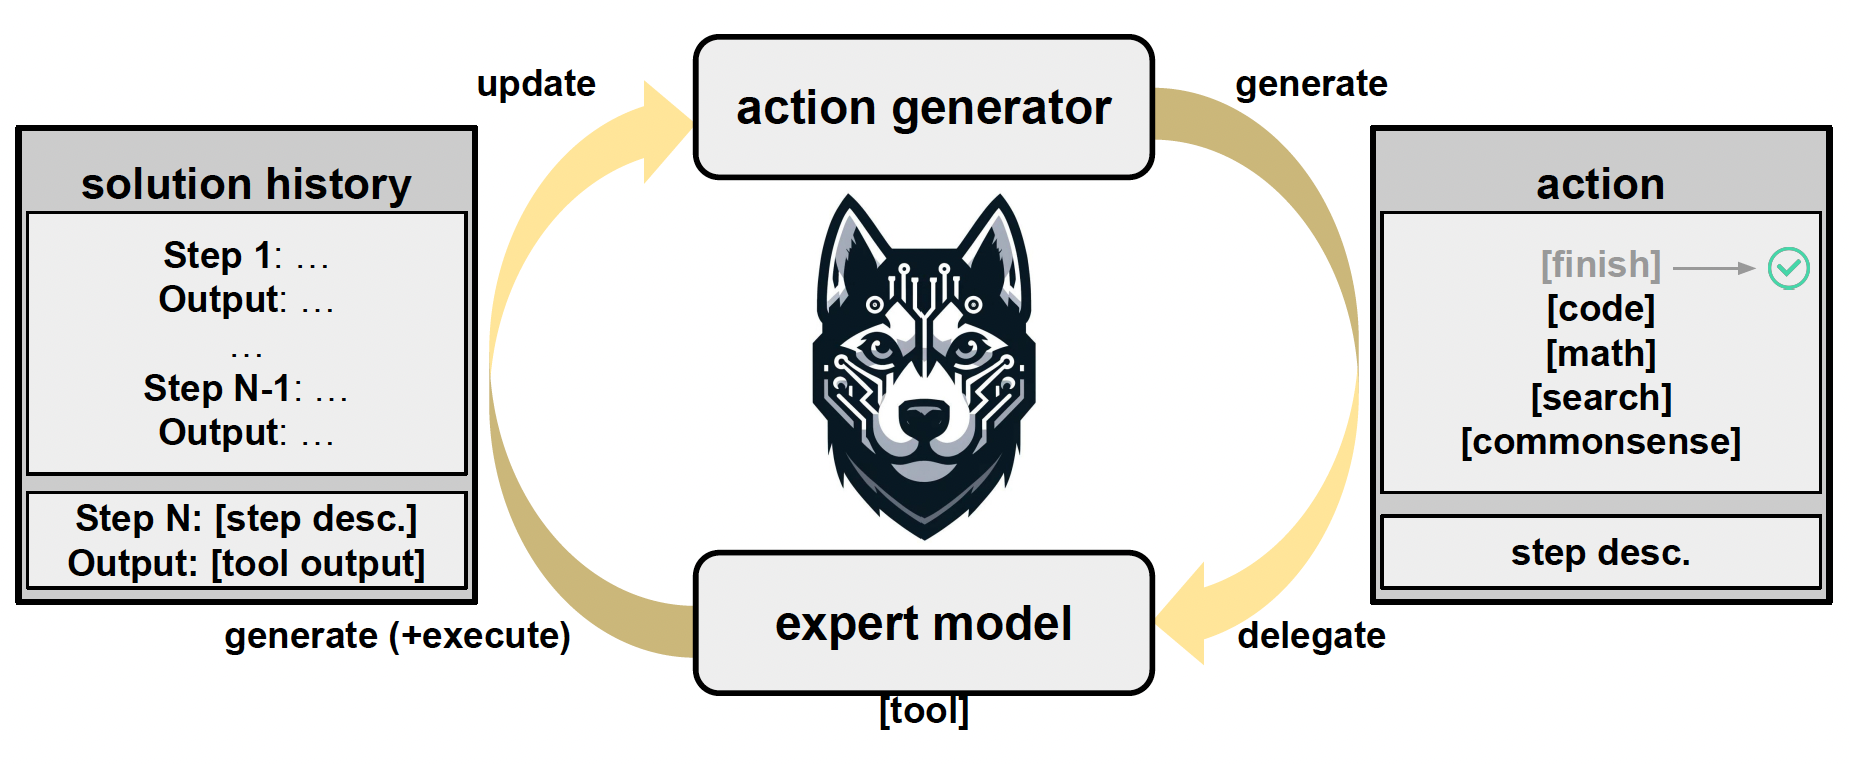 update
action generator
generate
solution history
Step 1: ...
Output: ...
...
Step N-1: ...
Output: ...
Step N: [step desc.]
Output: [tool output]
action
[finish]
[code]
[math]
[search]
[commonsense]
step desc.
generate (+execute)
expert model
[tool]
delegate